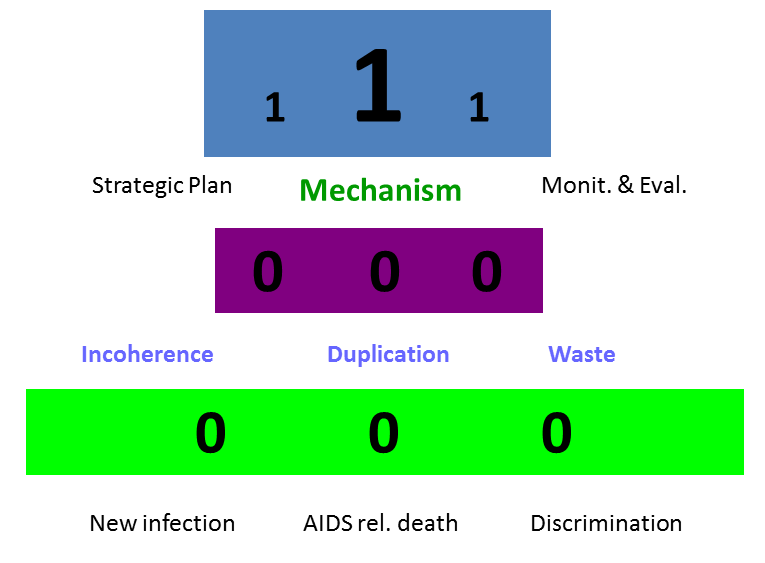 1 1 1
Strategic Plan Mechanism Monit. & Eval.
0 0 0
Incoherence Duplication Waste
0 0 0
New infection AIDS rel. death Discrimination